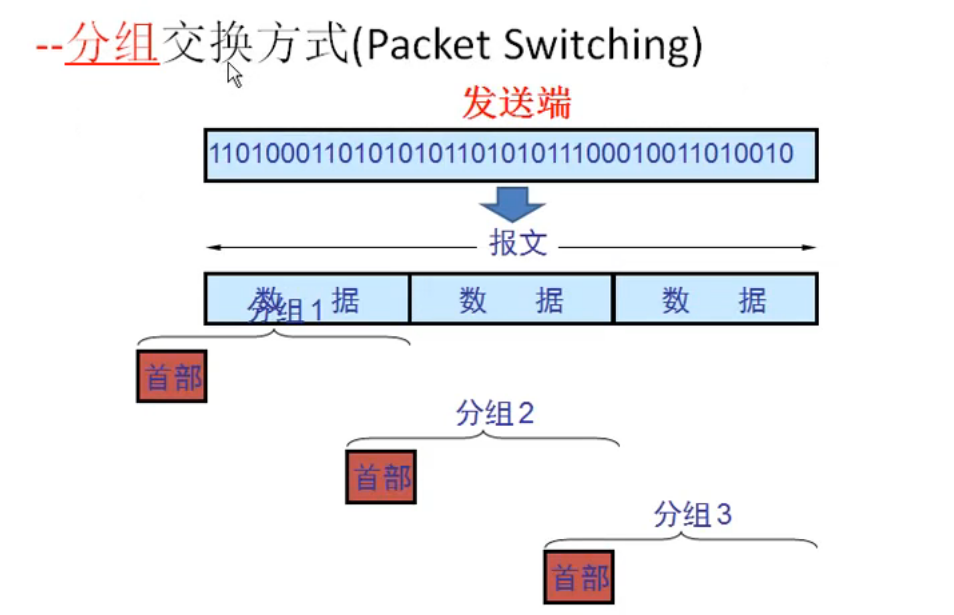 --分组交换方式(Packet Switching)
发送端
1101000110101010110101011100010011010010
报文
数 据 数 据 数 据
分组1
首部
分组2
首部
分组3
首部